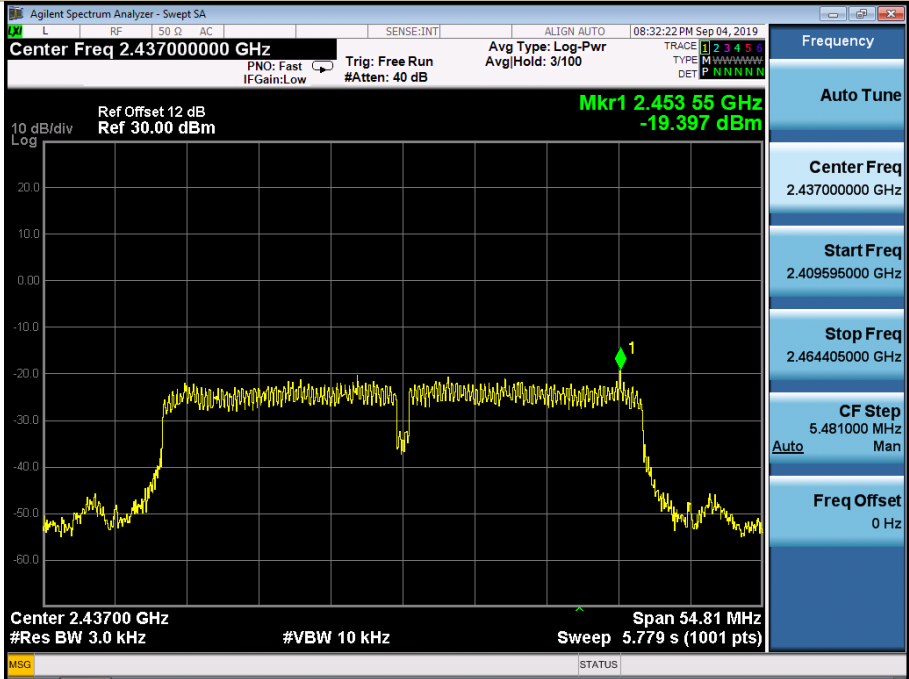 Agilent Spectrum Analyzer - Swept SA
LXI L RF 50 Ω AC SENSE:INT ALIGN AUTO 08:32:22 PM Sep 04, 2019
Center Freq 2.437000000 GHz
PNO: Fast
IFGain:Low
Trig: Free Run
#Atten: 40 dB
Avg Type: Log-Pwr
Avg|Hold: 3/100
TRACE 1 2 3 4 5 6
TYPE M WWWWW
DET P N N N N N
Ref Offset 12 dB
Ref 30.00 dBm
10 dB/div
Log
Mkr1 2.453 55 GHz
-19.397 dBm
20.0
10.0
0.00
-10.0
1
-20.0
-30.0
-40.0
-50.0
-60.0
Center 2.43700 GHz
Span 54.81 MHz
#Res BW 3.0 kHz
#VBW 10 kHz
Sweep 5.779 s (1001 pts)
MSG
STATUS
Frequency
Auto Tune
Center Freq
2.437000000 GHz
Start Freq
2.409595000 GHz
Stop Freq
2.464405000 GHz
CF Step
5.481000 MHz
Auto Man
Freq Offset
0 Hz